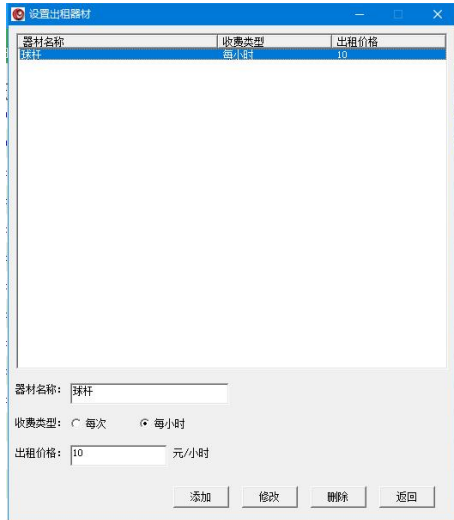 设置出租器材
器材名称 收费类型 出租价格
球杆 每小时 10
器材名称: 球杆
收费类型: 每次 每小时
出租价格: 10 元/小时
添加 修改 删除 返回